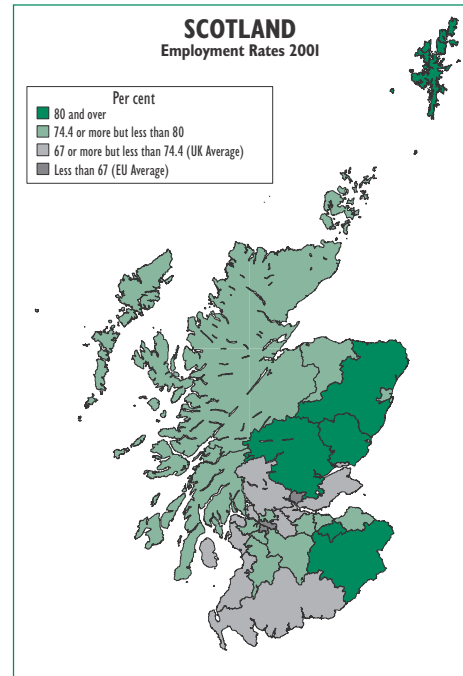 SCOTLAND
Employment Rates 2001
Per cent
80 and over
74.4 or more but less than 80
67 or more but less than 74.4 (UK Average)
Less than 67 (EU Average)